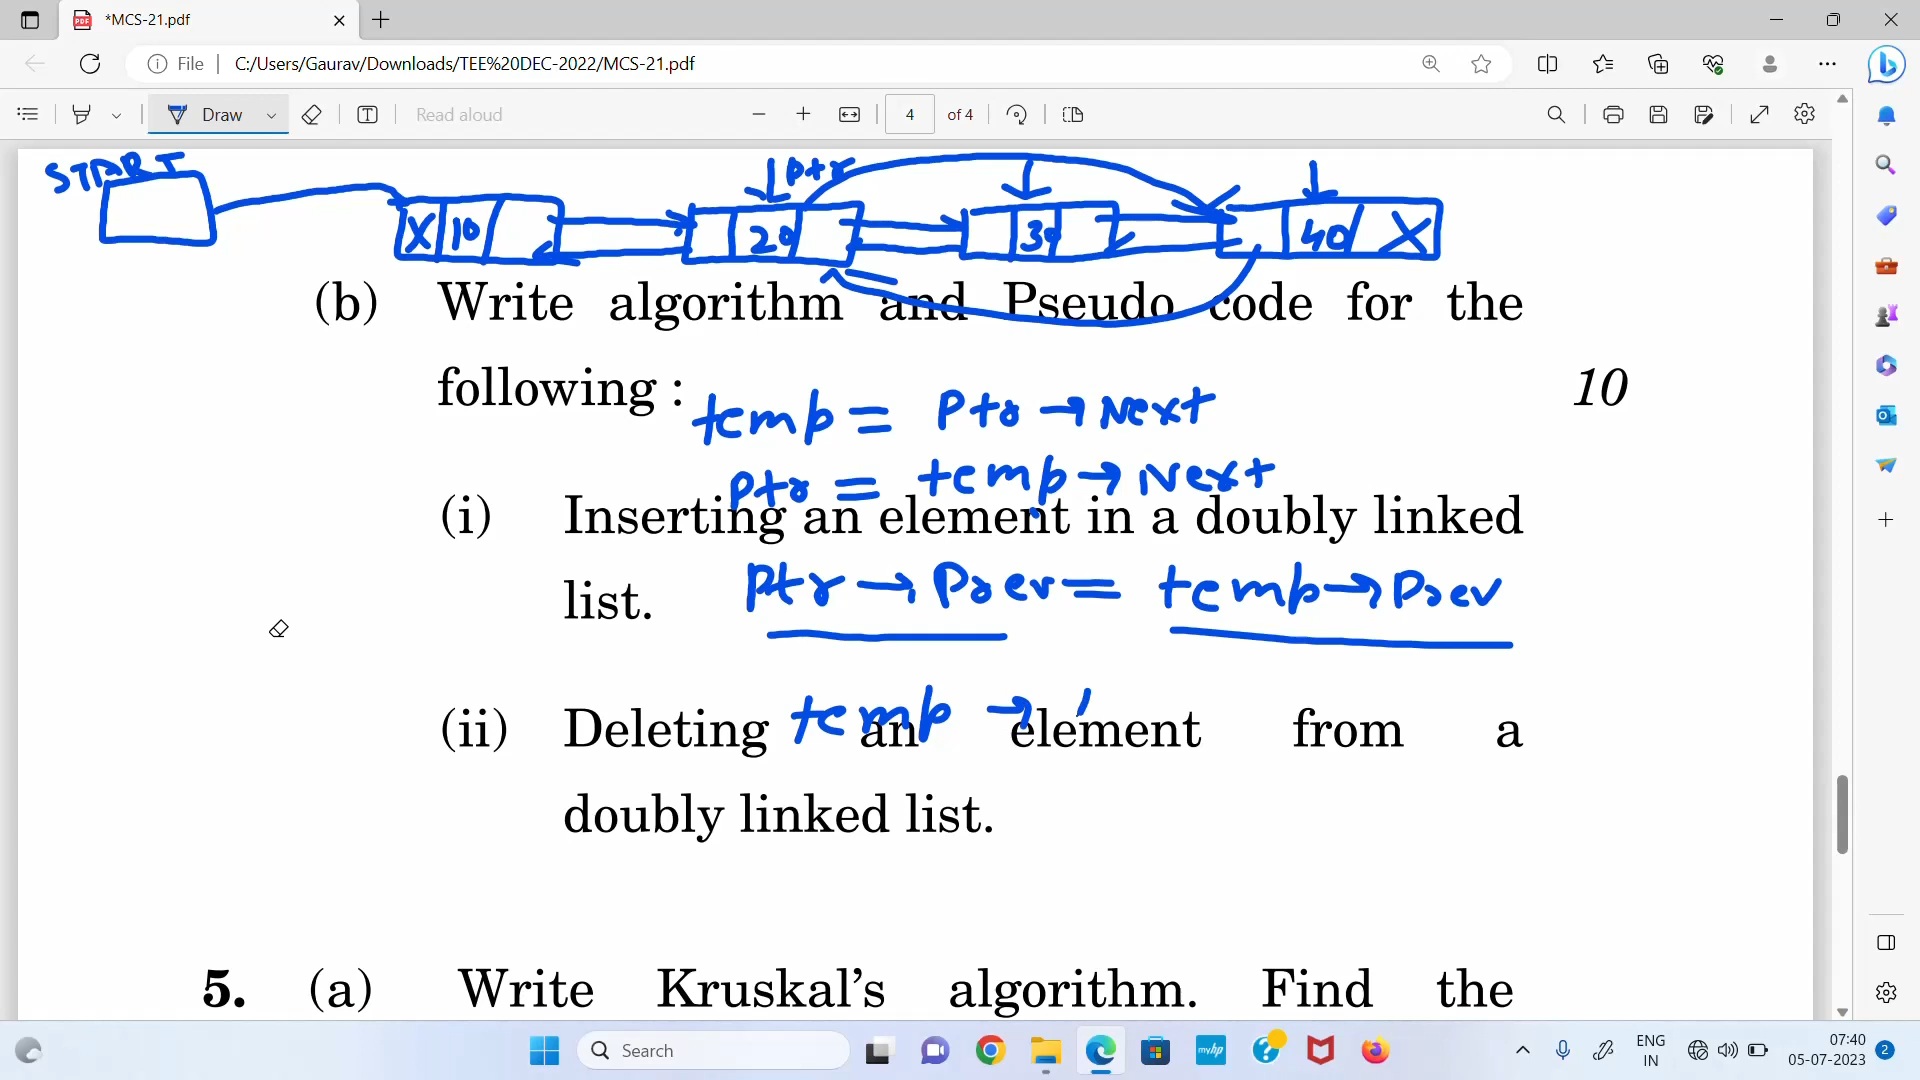 *MCS-21.pdf
File | C:/Users/Gaurav/Downloads/TEE%20DEC-2022/MCS-21.pdf
Draw
Read aloud
4 of 4
START
ptr
X 10 20 30 40 X
(b) Write algorithm and Pseudo code for the
following : 10
temp = Ptr → Next
ptr = temp → Next
(i) Inserting an element in a doubly linked
list.
Ptr → Prev = temp → Prev
temp →
(ii) Deleting an element from a
doubly linked list.
5. (a) Write Kruskal's algorithm. Find the
Search
myhp
ENG
IN
07:40
05-07-2023
2